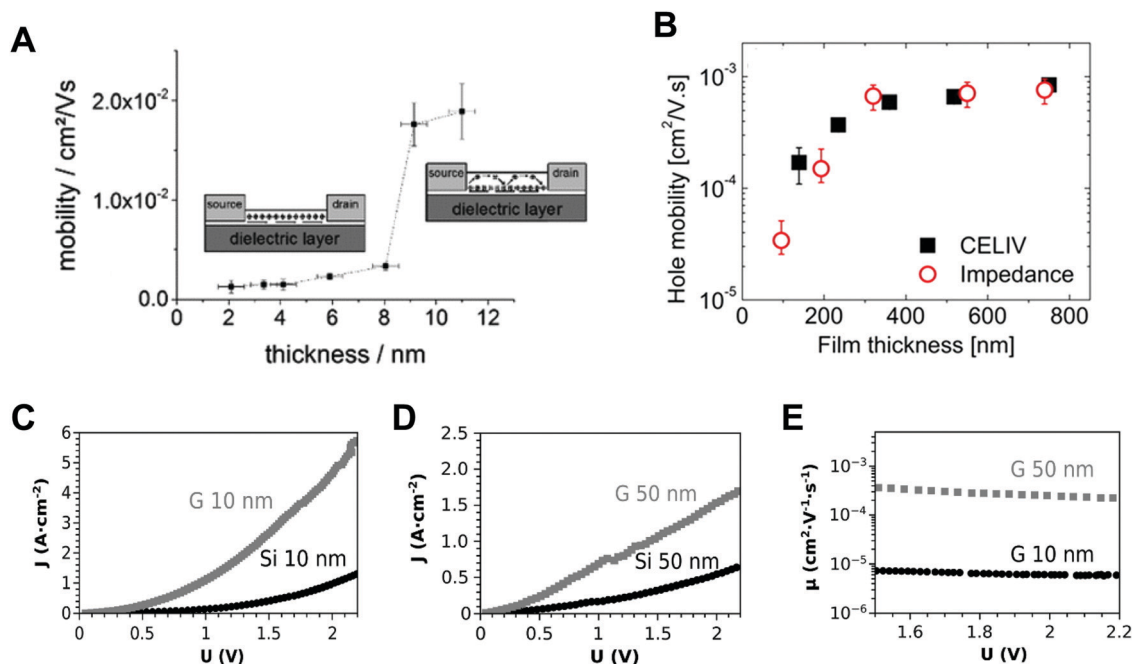 A
mobility / cm²/Vs
2.0x10⁻²
1.0x10⁻²
0.0
0 2 4 6 8 10 12
thickness / nm
source drain
dielectric layer
source drain
dielectric layer
B
Hole mobility [cm²/V.s]
10⁻³
10⁻⁴
10⁻⁵
0 200 400 600 800
Film thickness [nm]
CELIV
Impedance
C
J (A·cm⁻²)
6
5
4
3
2
1
0
0 0.5 1 1.5 2
U (V)
G 10 nm
Si 10 nm
D
J (A·cm⁻²)
2.5
2.0
1.5
1.0
0.5
0.0
0 0.5 1 1.5 2
U (V)
G 50 nm
Si 50 nm
E
μ (cm²·V⁻¹·s⁻¹)
10⁻³
10⁻⁴
10⁻⁵
10⁻⁶
1.6 1.8 2 2.2
U (V)
G 50 nm
G 10 nm